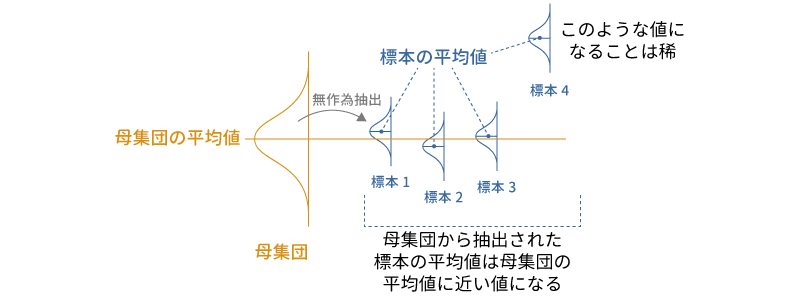 母集団の平均値
母集団
無作為抽出
標本の平均値
標本 1
標本 2
標本 3
標本 4
このような値に
なることは稀
母集団から抽出された
標本の平均値は母集団の
平均値に近い値になる